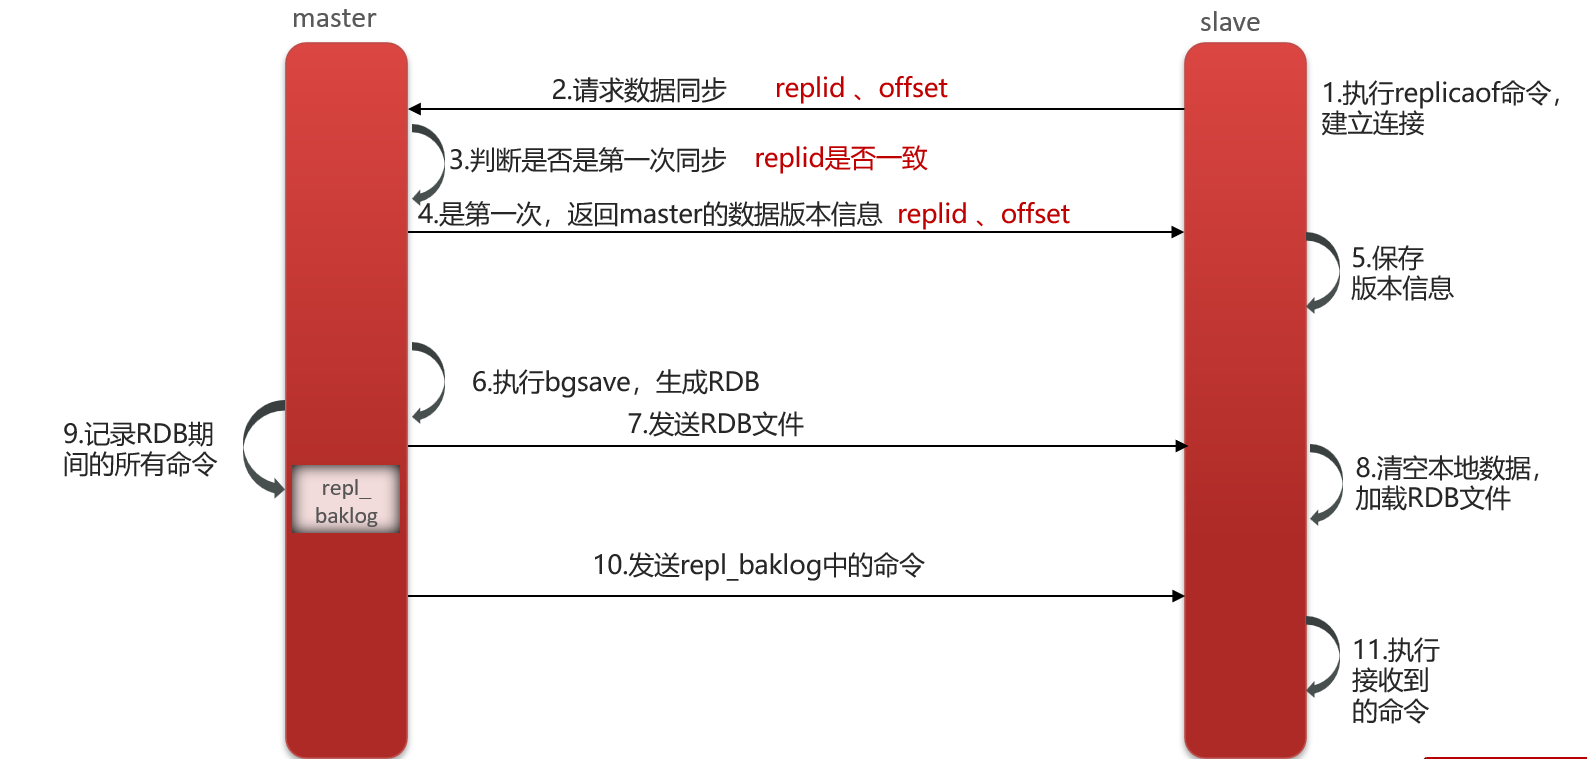 master
slave
2.请求数据同步 replid 、offset
1.执行replicaof命令，
建立连接
3.判断是否是第一次同步 replid是否一致
4.是第一次，返回master的数据版本信息 replid 、offset
5.保存
版本信息
6.执行bgsave，生成RDB
7.发送RDB文件
9.记录RDB期
间的所有命令
8.清空本地数据，
加载RDB文件
repl_
baklog
10.发送repl_baklog中的命令
11.执行
接收到
的命令